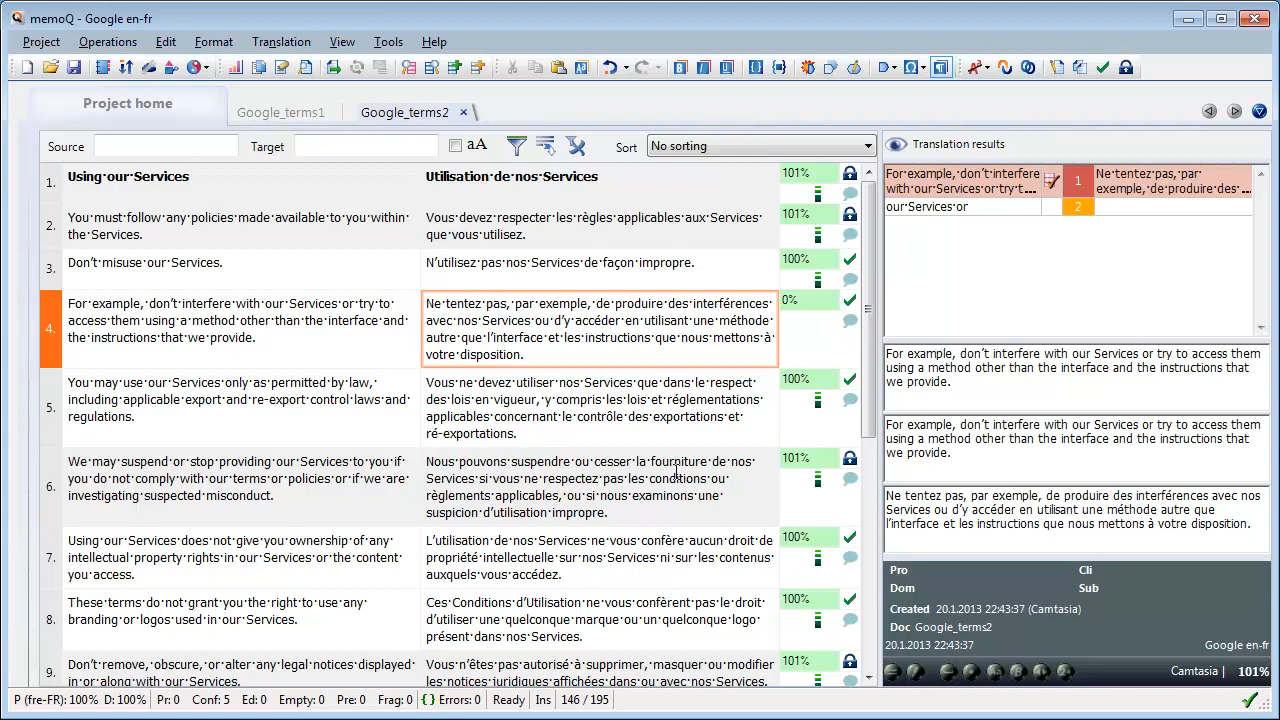 memoQ - Google en-fr
Project Operations Edit Format Translation View Tools Help
Project home Google_terms1 Google_terms2
Source Target aA Sort No sorting
1. Using·our·Services
Utilisation·de·nos·Services
101%
2. You·must·follow·any·policies·made·available·to·you·within·
the·Services.
Vous·devez·respecter·les·règles·applicables·aux·Services·
que·vous·utilisez.
101%
3. Don't·misuse·our·Services.
N'utilisez·pas·nos·Services·de·façon·impropre.
100%
4. For·example,·don't·interfere·with·our·Services·or·try·to·
access·them·using·a·method·other·than·the·interface·and·
the·instructions·that·we·provide.
Ne·tentez·pas,·par·exemple,·de·produire·des·interférences·
avec·nos·Services·ou·d'y·accéder·en·utilisant·une·méthode·
autre·que·l'interface·et·les·instructions·que·nous·mettons·à·
votre·disposition.
0%
5. You·may·use·our·Services·only·as·permitted·by·law,·
including·applicable·export·and·re-export·control·laws·and·
regulations.
Vous·ne·devez·utiliser·nos·Services·que·dans·le·respect·
des·lois·en·vigueur,·y·compris·les·lois·et·réglementations·
applicables·concernant·le·contrôle·des·exportations·et·
ré-exportations.
100%
6. We·may·suspend·or·stop·providing·our·Services·to·you·if·
you·do·not·comply·with·our·terms·or·policies·or·if·we·are·
investigating·suspected·misconduct.
Nous·pouvons·suspendre·ou·cesser·la·fourniture·de·nos·
Services·si·vous·ne·respectez·pas·les·conditions·ou·
règlements·applicables,·ou·si·nous·examinons·une·
suspicion·d'utilisation·impropre.
101%
7. Using·our·Services·does·not·give·you·ownership·of·any·
intellectual·property·rights·in·our·Services·or·the·content·
you·access.
L'utilisation·de·nos·Services·ne·vous·confère·aucun·droit·de·
propriété·intellectuelle·sur·nos·Services·ni·sur·les·contenus·
auxquels·vous·accédez.
100%
8. These·terms·do·not·grant·you·the·right·to·use·any·
branding·or·logos·used·in·our·Services.
Ces·Conditions·d'Utilisation·ne·vous·confèrent·pas·le·droit·
d'utiliser·une·quelconque·marque·ou·un·quelconque·logo·
présent·dans·nos·Services.
100%
9. Don't·remove,·obscure,·or·alter·any·legal·notices·displayed·
in·or·along·with·our·Services.
Vous·n'êtes·pas·autorisé·à·supprimer,·masquer·ou·modifier·
les·notices·juridiques·affichées·dans·ou·avec·nos·Services.
101%
Translation results
For·example,·don't·interfere·
with·our·Services·or·try·t...
1
Ne·tentez·pas,·par·
exemple,·de·produire·des·...
our·Services·or 2
For example, don't interfere with our Services or try to access them
using a method other than the interface and the instructions that
we provide.
For example, don't interfere with our Services or try to access them
using a method other than the interface and the instructions that
we provide.
Ne tentez pas, par exemple, de produire des interférences avec nos
Services ou d'y accéder en utilisant une méthode autre que
l'interface et les instructions que nous mettons à votre disposition.
Pro Cli
Dom Sub
Created 20.1.2013 22:43:37 (Camtasia)
Doc Google_terms2
20.1.2013 22:43:37 Google en-fr
Camtasia | 101%
P (fre-FR): 100% D: 100% Pr: 0 Conf: 5 Ed: 0 Empty: 0 Pre: 0 Frag: 0 {} Errors: 0 Ready Ins 146 / 195